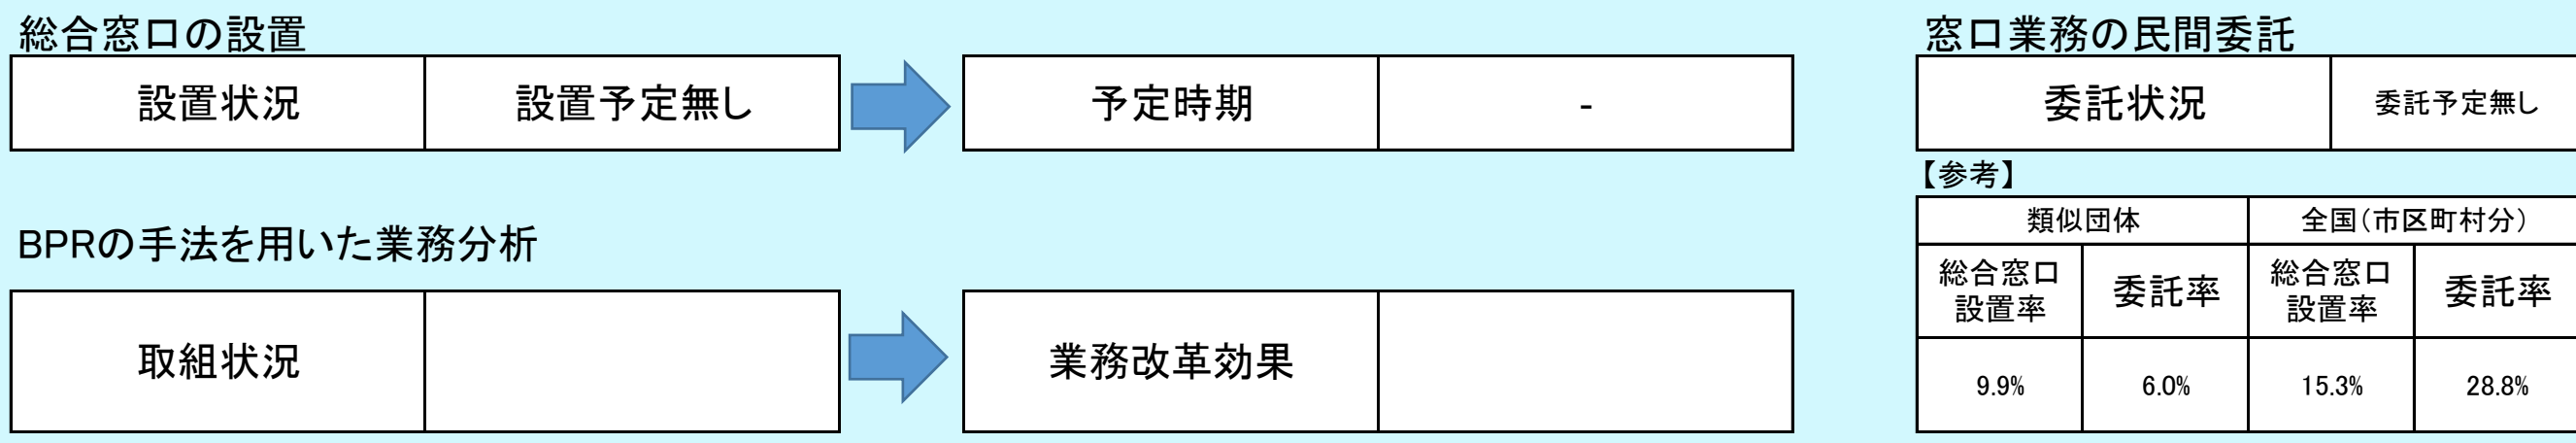 総合窓口の設置
設置状況 設置予定無し 予定時期 -
BPRの手法を用いた業務分析
取組状況 業務改革効果
窓口業務の民間委託
委託状況 委託予定無し
【参考】
類似団体 全国(市区町村分)
総合窓口
設置率
委託率
総合窓口
設置率
委託率
9.9% 6.0% 15.3% 28.8%